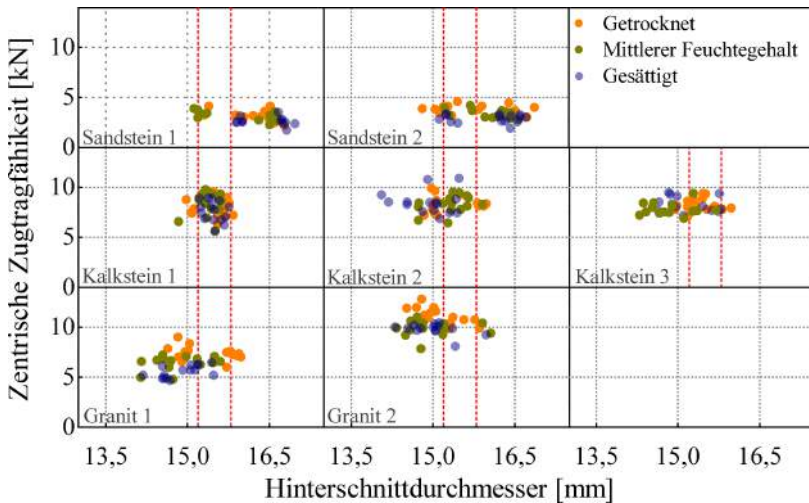 Zentrische Zugtragfähikeit [kN]
10
5
0
Sandstein 1
Sandstein 2
Getrocknet
Mittlerer Feuchtegehalt
Gesättigt
10
5
0
Kalkstein 1
Kalkstein 2
Kalkstein 3
10
5
0
Granit 1
Granit 2
13,5 15,0 16,5 13,5 15,0 16,5 13,5 15,0 16,5
Hinterschnittdurchmesser [mm]